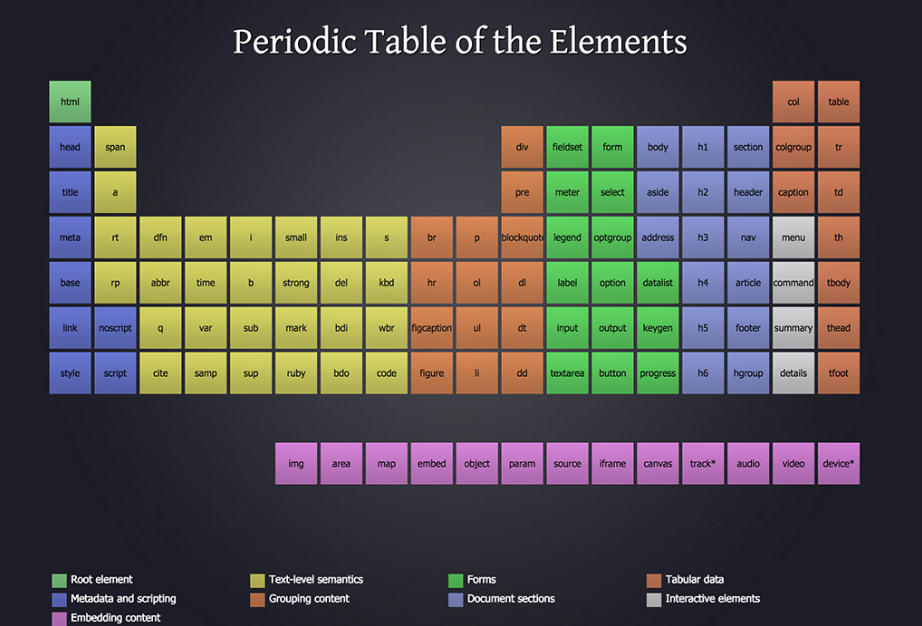 Periodic Table of the Elements
html col table
head span div fieldset form body h1 section colgroup tr
title a pre meter select aside h2 header caption td
meta rt dfn em i small ins s br p blockquote legend optgroup address h3 nav menu th
base rp abbr time b strong del kbd hr ol dl label option datalist h4 article command tbody
link noscript q var sub mark bdi wbr figcaption ul dt input output keygen h5 footer summary thead
style script cite samp sup ruby bdo code figure li dd textarea button progress h6 hgroup details tfoot
img area map embed object param source iframe canvas track* audio video device*
Root element Text-level semantics Forms Tabular data
Metadata and scripting Grouping content Document sections Interactive elements
Embedding content